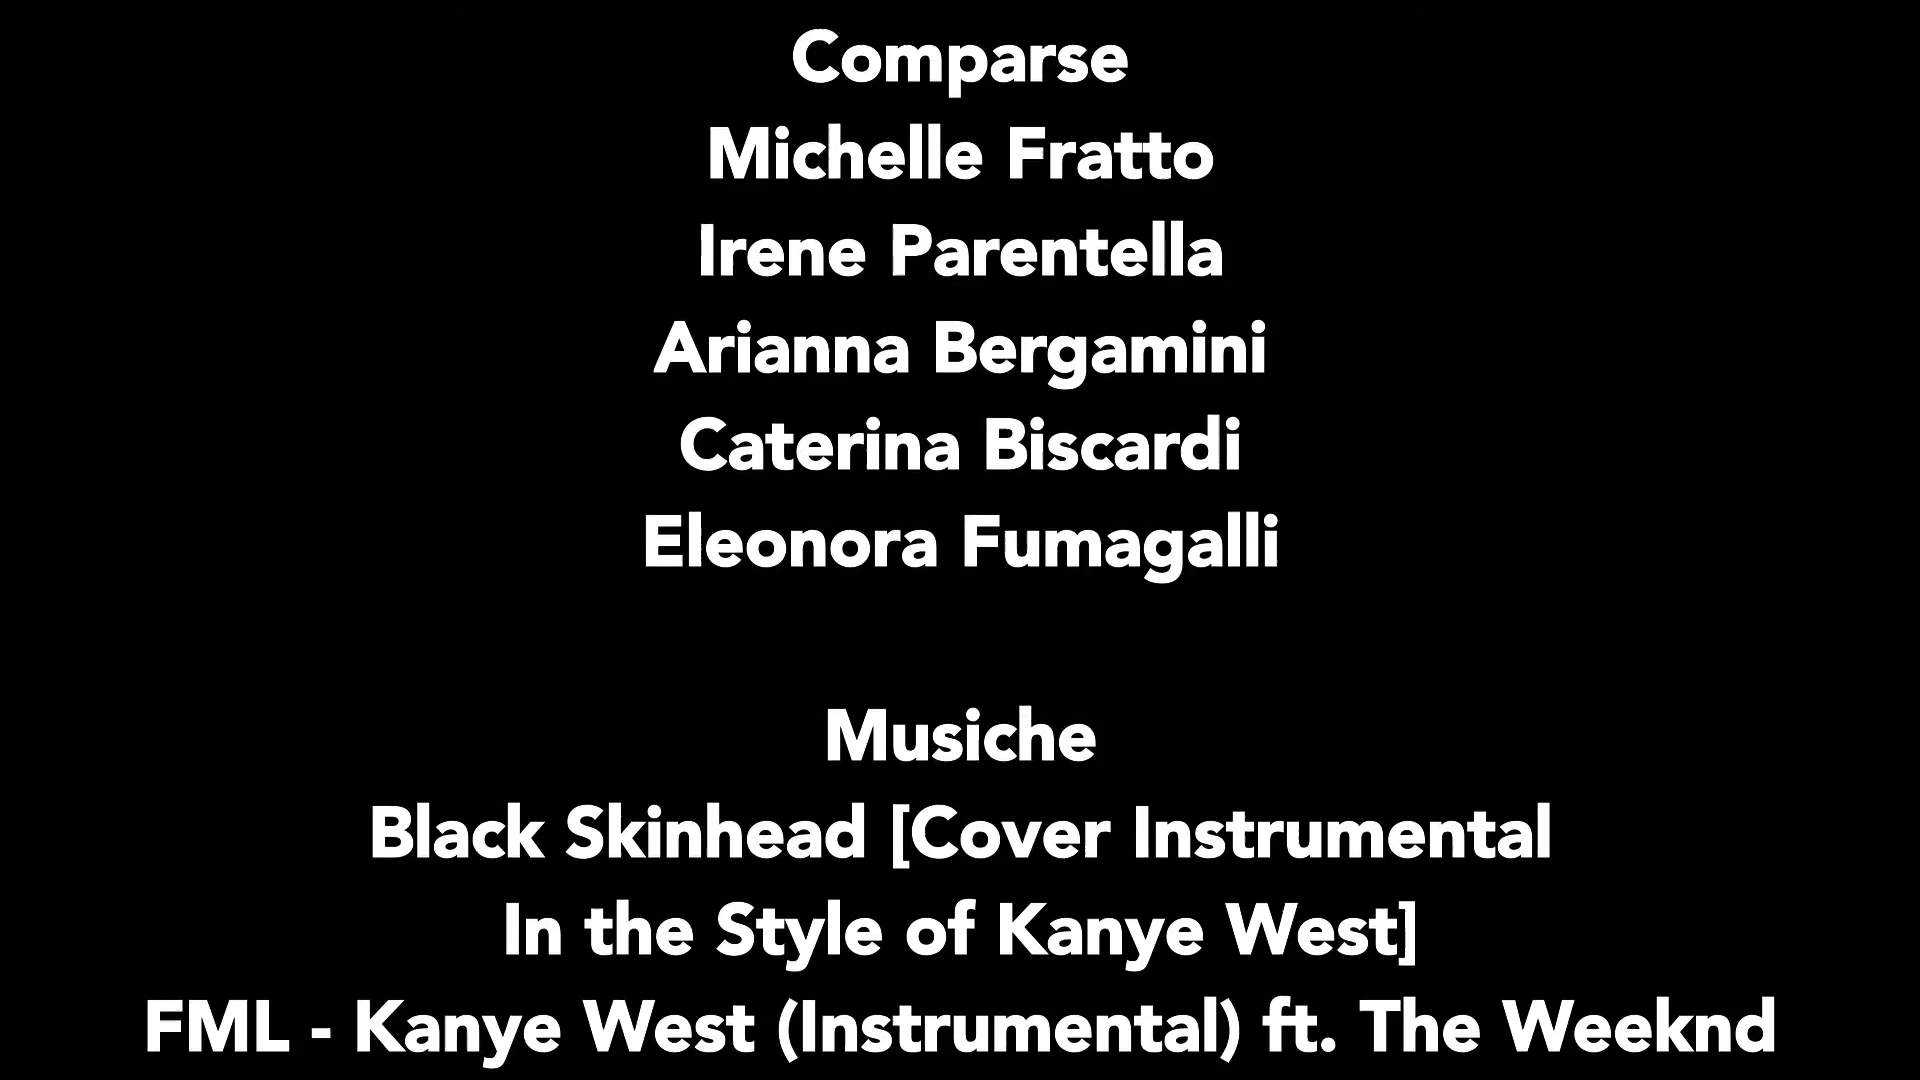 Comparse
Michelle Fratto
Irene Parentella
Arianna Bergamini
Caterina Biscardi
Eleonora Fumagalli
Musiche
Black Skinhead [Cover Instrumental
In the Style of Kanye West]
FML - Kanye West (Instrumental) ft. The Weeknd